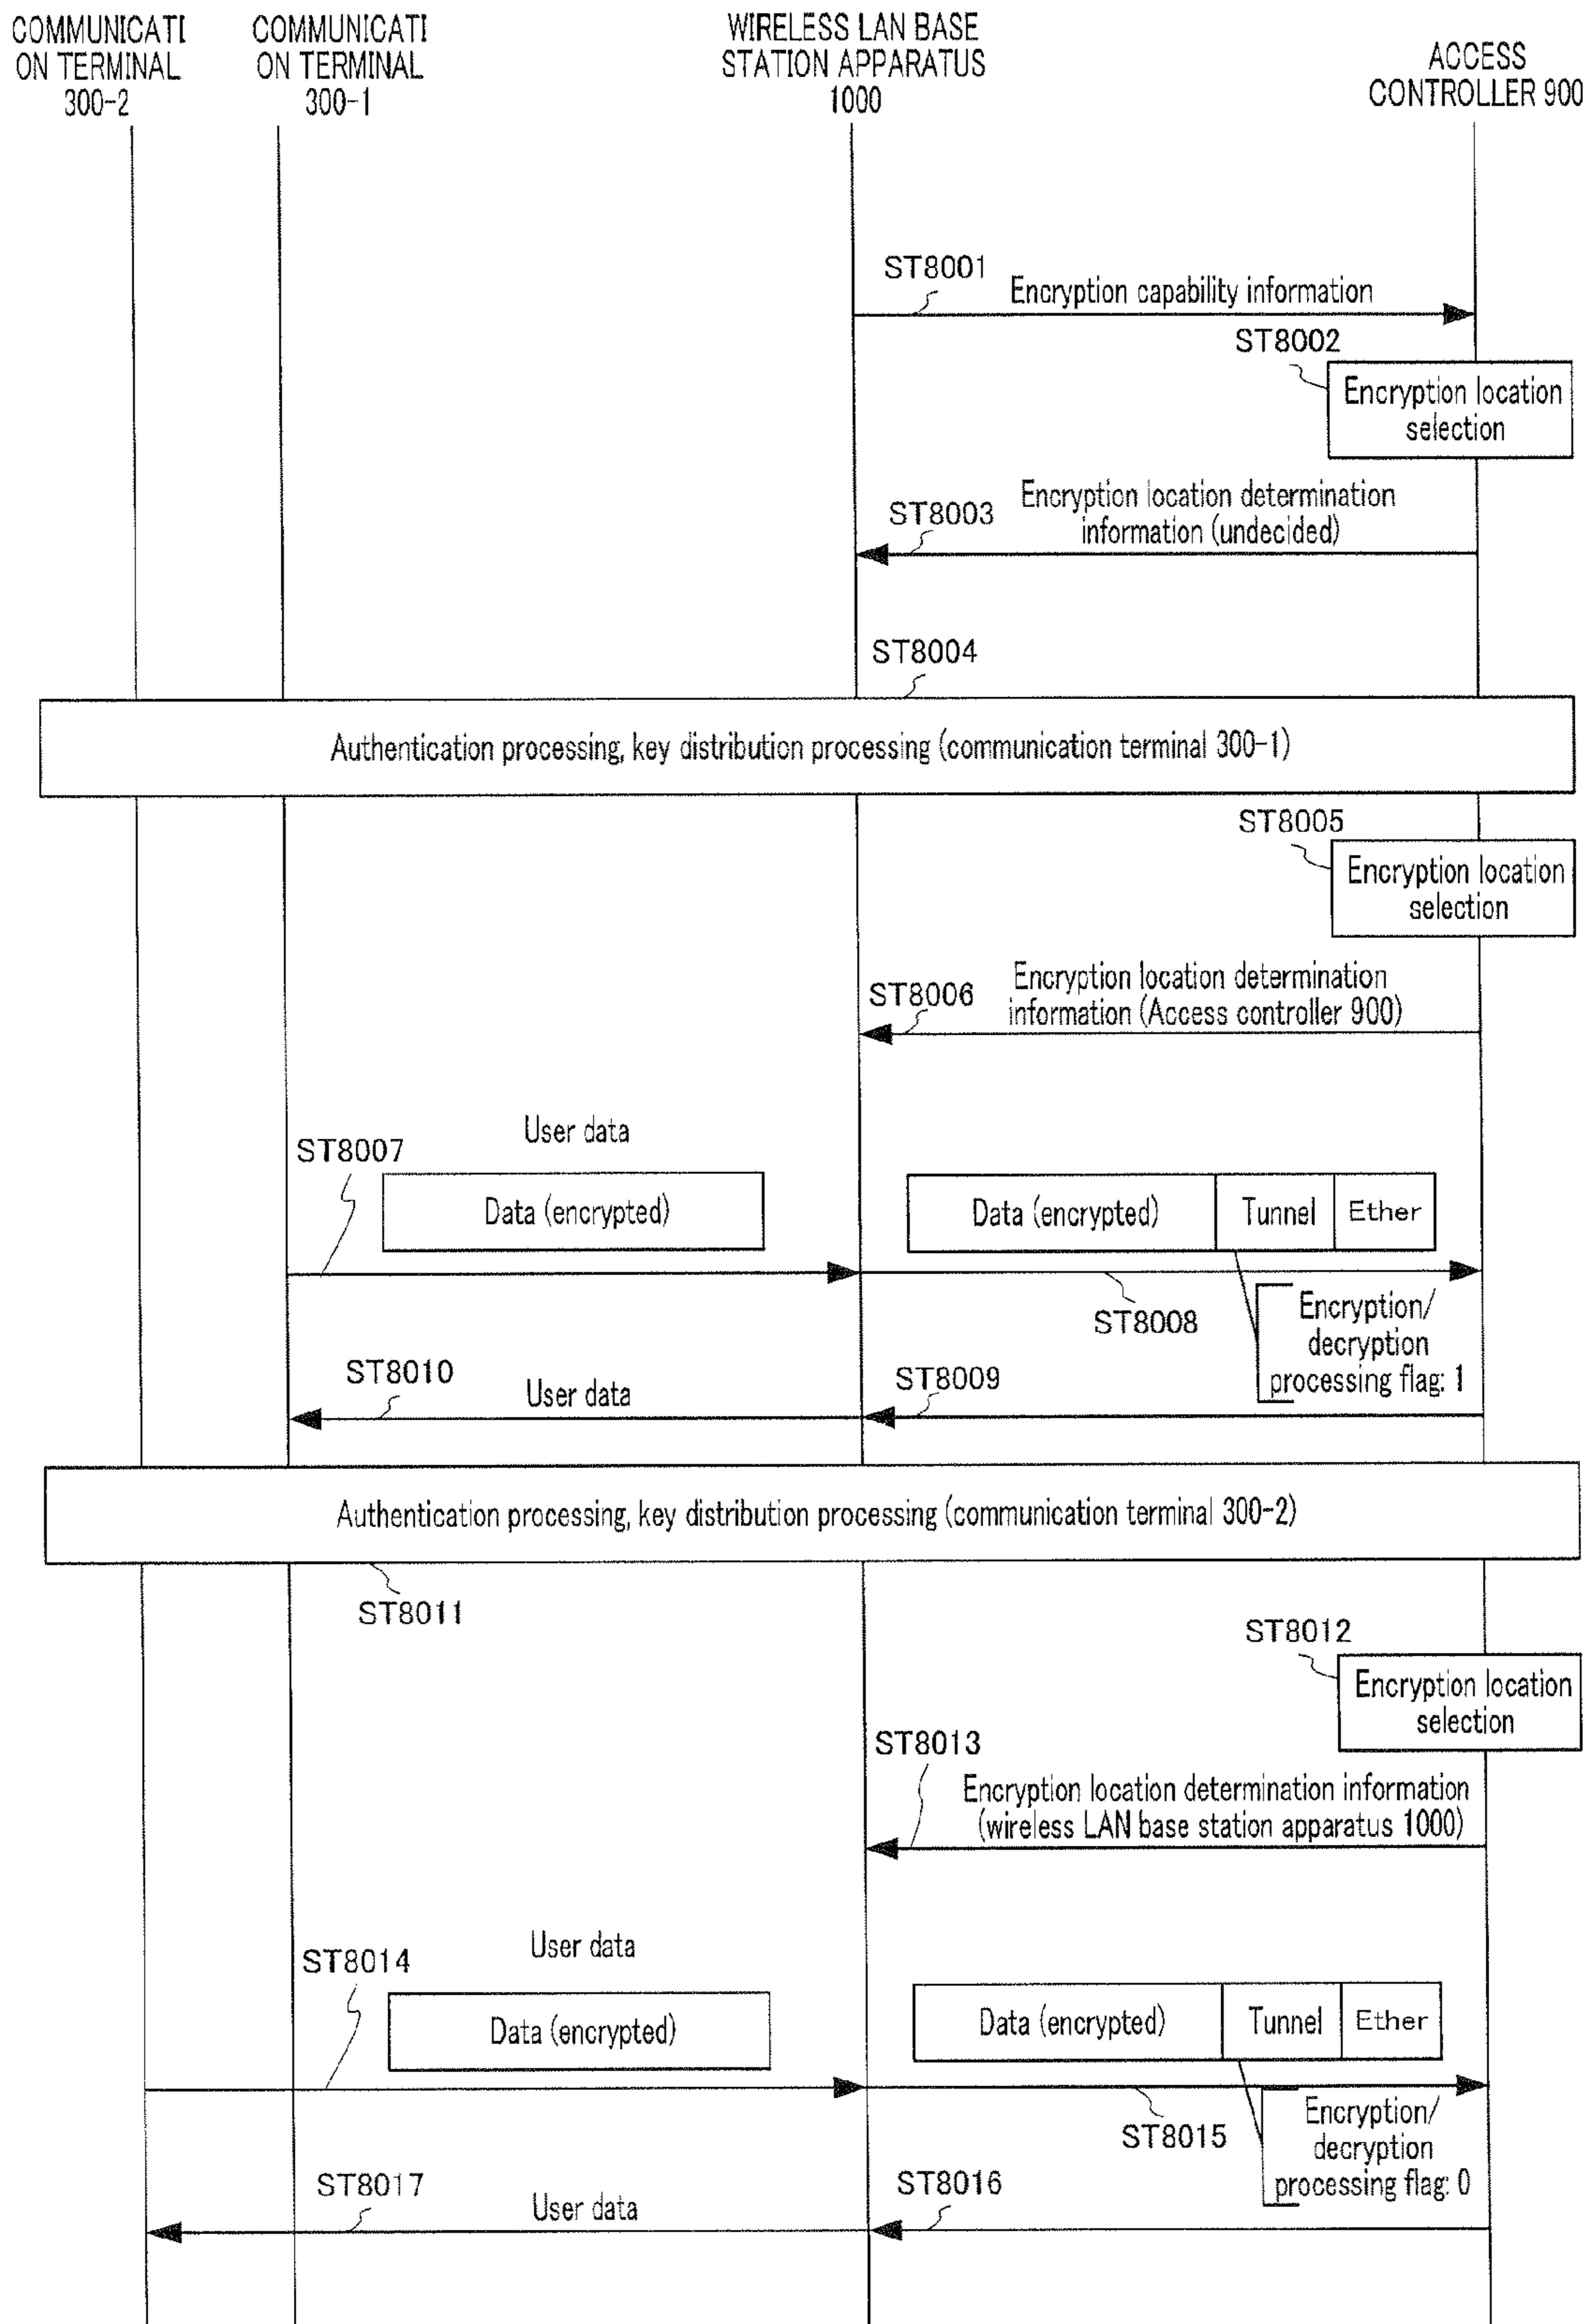 COMMUNICATI
ON TERMINAL
300-2
COMMUNICATI
ON TERMINAL
300-1
WIRELESS LAN BASE
STATION APPARATUS
1000
ACCESS
CONTROLLER 900
ST8001
Encryption capability information
ST8002
Encryption location
selection
Encryption location determination
information (undecided)
ST8003
ST8004
Authentication processing, key distribution processing (communication terminal 300-1)
ST8005
Encryption location
selection
Encryption location determination
information (Access controller 900)
ST8006
User data
ST8007
Data (encrypted)
Data (encrypted)
Tunnel
Ether
ST8008
Encryption/
decryption
processing flag: 1
ST8010
User data
ST8009
Authentication processing, key distribution processing (communication terminal 300-2)
ST8011
ST8012
Encryption location
selection
ST8013
Encryption location determination information
(wireless LAN base station apparatus 1000)
User data
ST8014
Data (encrypted)
Data (encrypted)
Tunnel
Ether
ST8015
Encryption/
decryption
processing flag: 0
ST8017
User data
ST8016